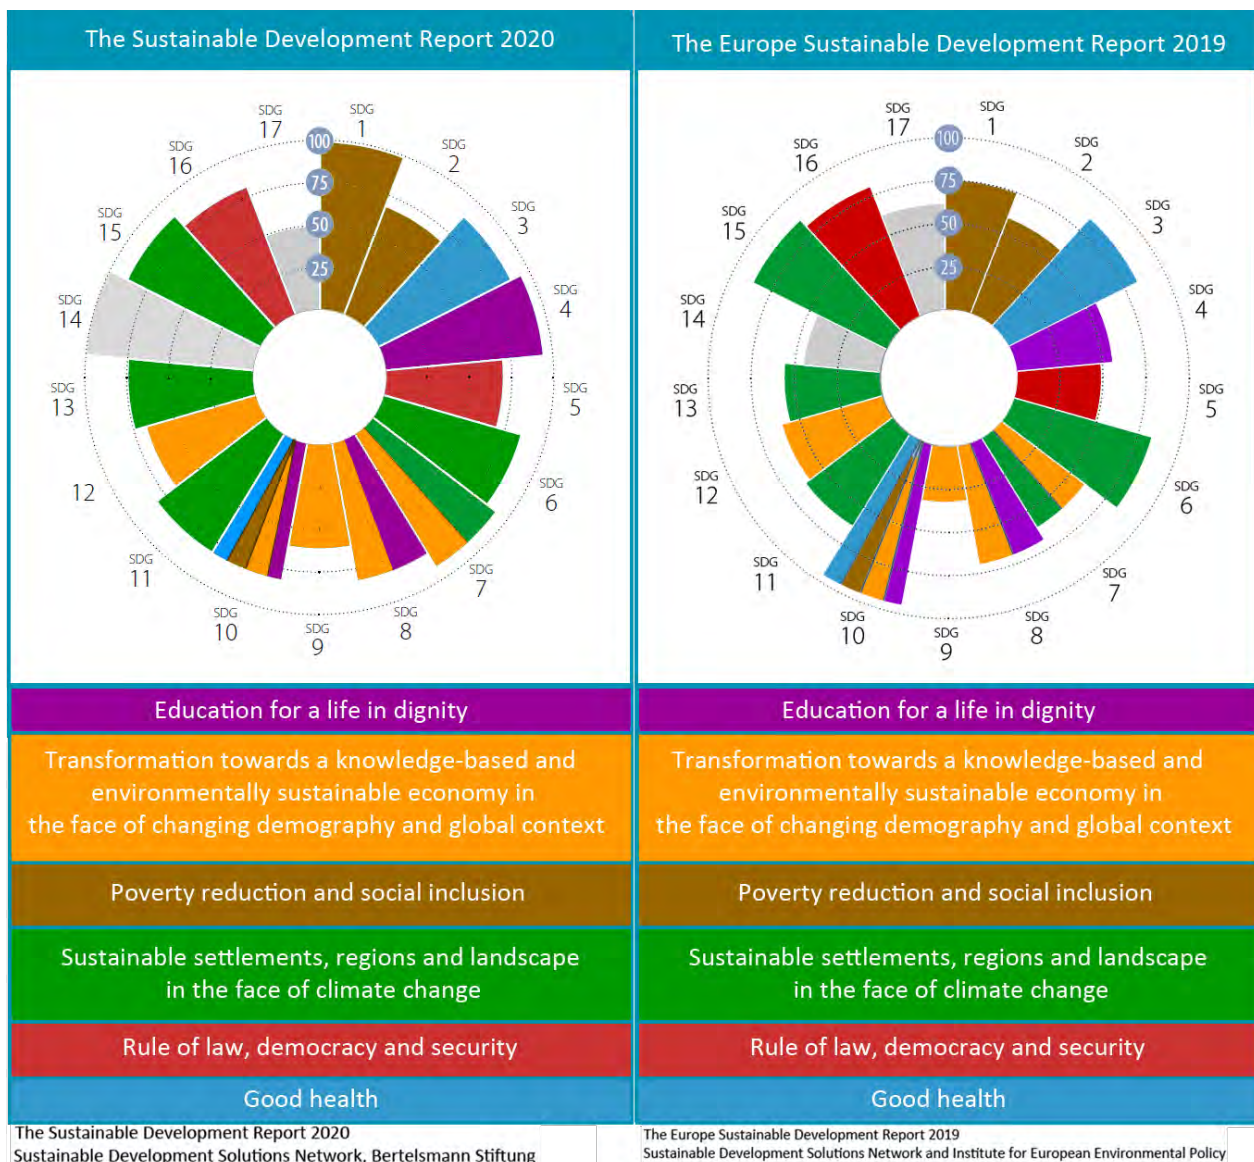 The Sustainable Development Report 2020
SDG
1
SDG
2
SDG
3
SDG
4
SDG
5
SDG
6
SDG
7
SDG
8
SDG
9
SDG
10
SDG
11
12
SDG
13
SDG
14
SDG
15
SDG
16
SDG
17
100
75
50
25
Education for a life in dignity
Transformation towards a knowledge-based and
environmentally sustainable economy in
the face of changing demography and global context
Poverty reduction and social inclusion
Sustainable settlements, regions and landscape
in the face of climate change
Rule of law, democracy and security
Good health
The Sustainable Development Report 2020
Sustainable Development Solutions Network, Bertelsmann Stiftung
The Europe Sustainable Development Report 2019
SDG
1
SDG
2
SDG
3
SDG
4
SDG
5
SDG
6
SDG
7
SDG
8
SDG
9
SDG
10
SDG
11
SDG
12
SDG
13
SDG
14
SDG
15
SDG
16
SDG
17
100
75
50
25
Education for a life in dignity
Transformation towards a knowledge-based and
environmentally sustainable economy in
the face of changing demography and global context
Poverty reduction and social inclusion
Sustainable settlements, regions and landscape
in the face of climate change
Rule of law, democracy and security
Good health
The Europe Sustainable Development Report 2019
Sustainable Development Solutions Network and Institute for European Environmental Policy